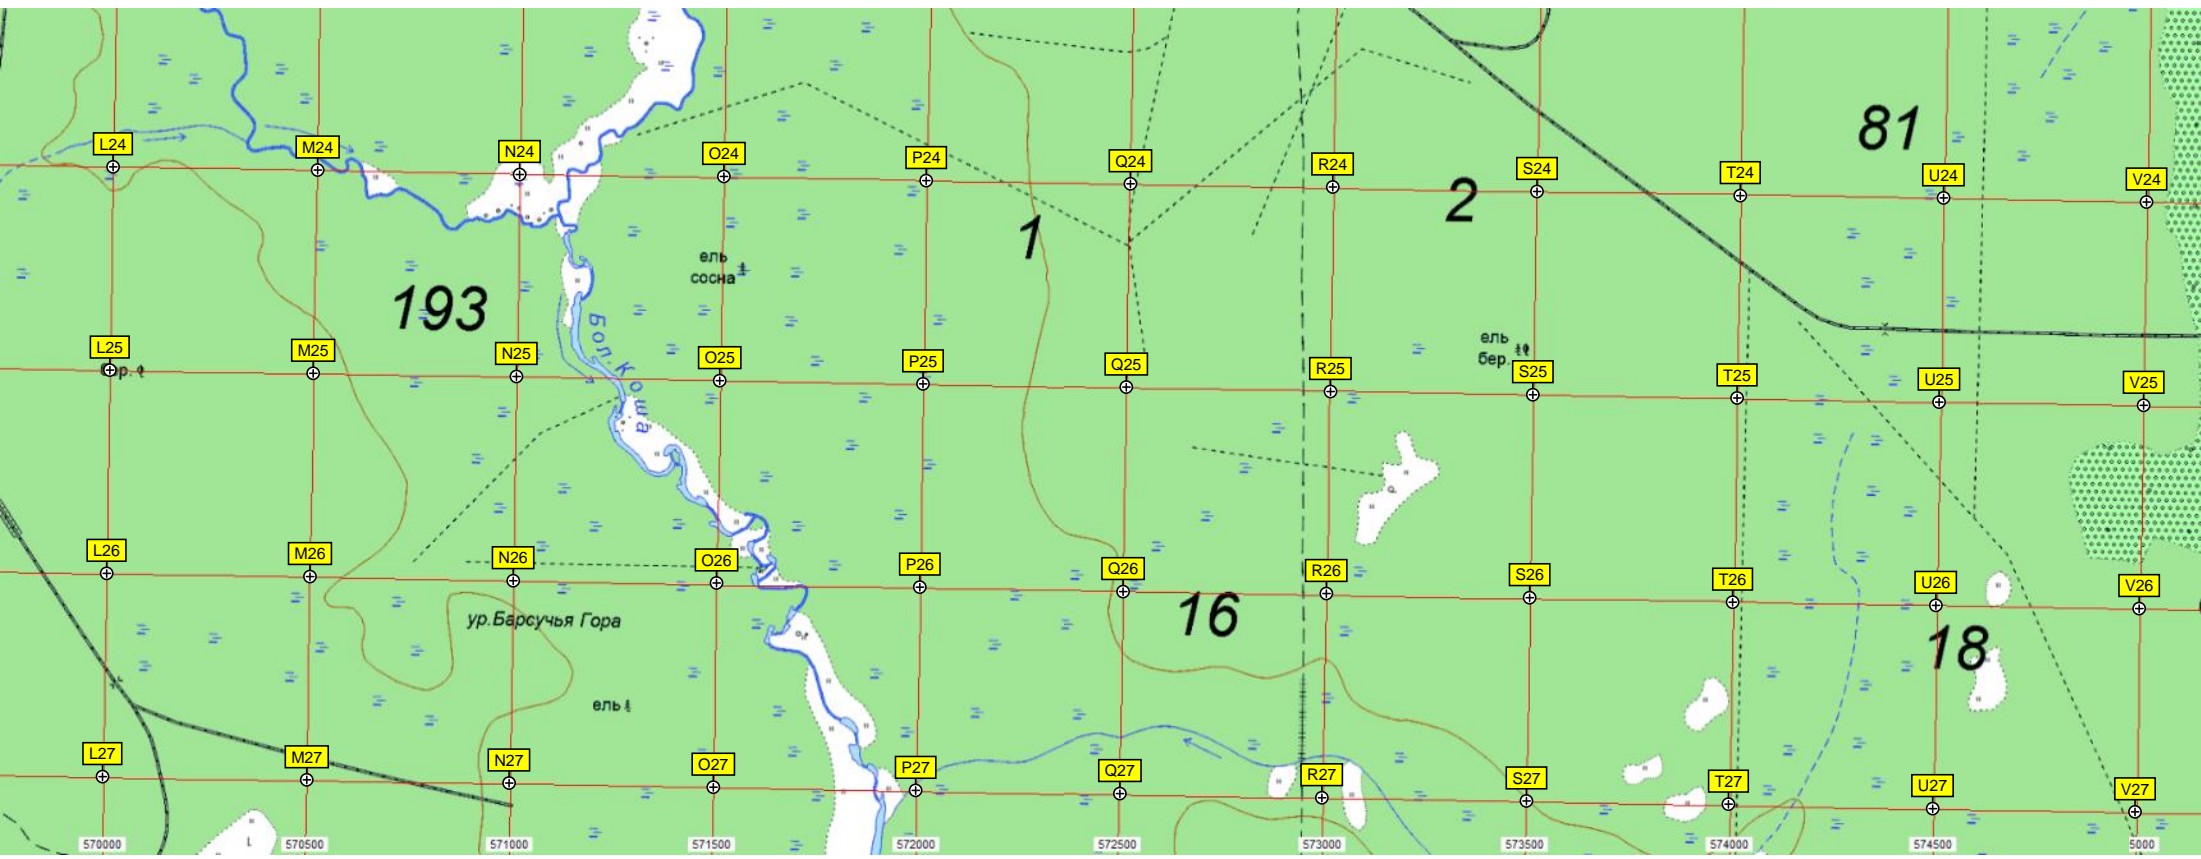 81
L24 M24 N24 O24 P24 Q24 R24 S24 T24 U24 V24
2
1
ель
сосна
193
Бол. Коша
ель
бер.
L25 M25 N25 O25 P25 Q25 R25 S25 T25 U25 V25
L26 M26 N26 O26 P26 Q26 R26 S26 T26 U26 V26
ур.Барсучья Гора
16
18
ель
L27 M27 N27 O27 P27 Q27 R27 S27 T27 U27 V27
570000 570500 571000 571500 572000 572500 573000 573500 574000 574500 5000